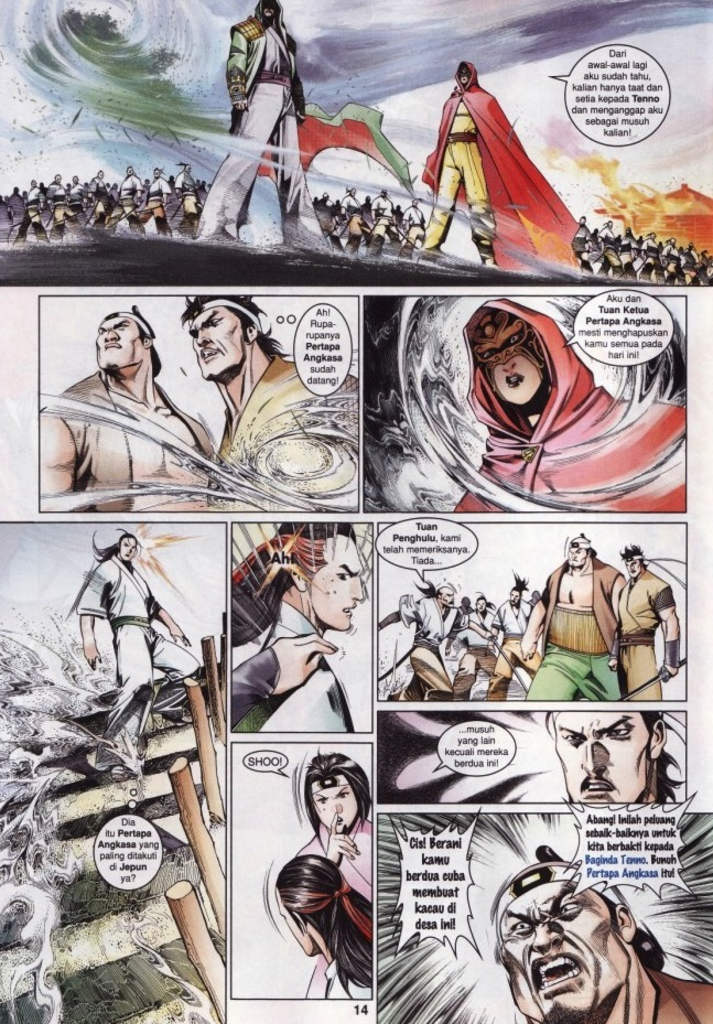 Dari
awal-awal lagi
aku sudah tahu,
kalian hanya taat dan
setia kepada Tenno
dan menganggap aku
sebagai musuh
kalian!
Ah!
Rupa-
rupanya
Pertapa
Angkasa
sudah
datang!
Aku dan
Tuan Ketua
Pertapa Angkasa
mesti menghapuskan
kamu semua pada
hari ini!
Dia
itu Pertapa
Angkasa yang
paling ditakuti
di Jepun
ya?
Ah!
SHOO!
Tuan
Penghulu, kami
telah memeriksanya.
Tiada...
...musuh
yang lain
kecuali mereka
berdua ini!
Cis! Berani
kamu
berdua cuba
membuat
kacau di
desa ini!
Abang! Inilah peluang
sebaik-baiknya untuk
kita berbakti kepada
Baginda Tenno. Bunuh
Pertapa Angkasa itu!
14